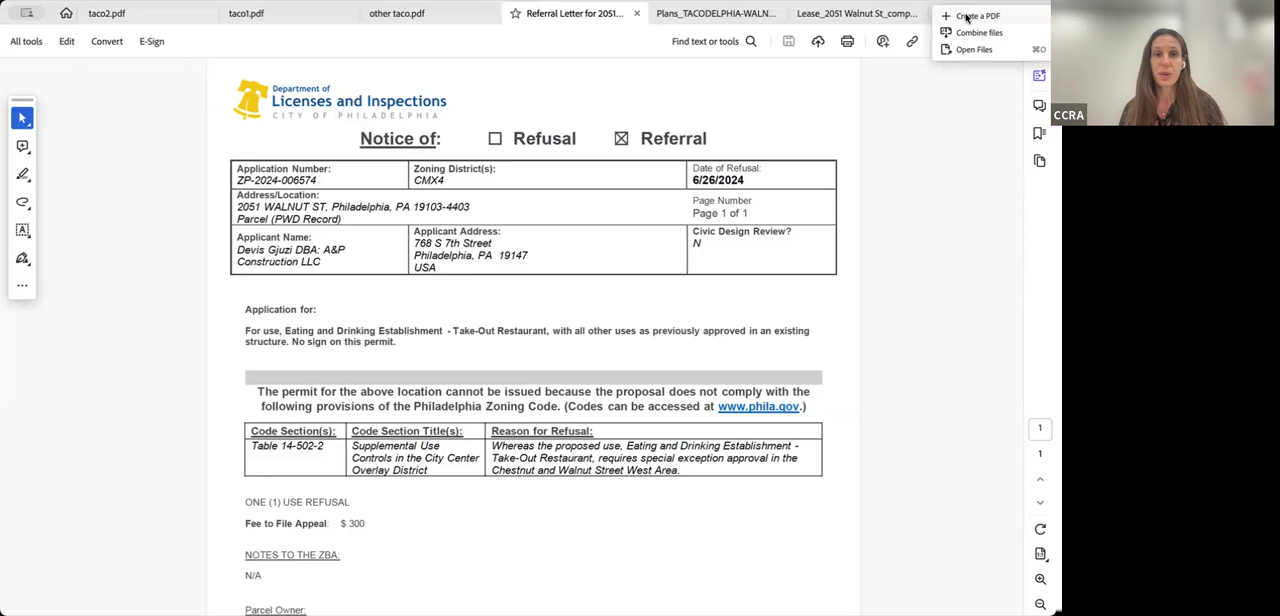 taco2.pdf
taco1.pdf
other taco.pdf
Referral Letter for 2051...
Plans_TACODELPHIA-WALN...
Lease_2051 Walnut St_comp...
Create a PDF
Combine files
Open Files ⌘O
All tools
Edit
Convert
E-Sign
Find text or tools
CCRA
Department of
Licenses and Inspections
CITY OF PHILADELPHIA
Notice of: ☐ Refusal ☒ Referral
Application Number:
ZP-2024-006574
Zoning District(s):
CMX4
Date of Refusal:
6/26/2024
Address/Location:
2051 WALNUT ST, Philadelphia, PA 19103-4403
Parcel (PWD Record)
Page Number
Page 1 of 1
Applicant Name:
Devis Gjuzi DBA: A&P
Construction LLC
Applicant Address:
768 S 7th Street
Philadelphia, PA 19147
USA
Civic Design Review?
N
Application for:
For use, Eating and Drinking Establishment - Take-Out Restaurant, with all other uses as previously approved in an existing
structure. No sign on this permit.
The permit for the above location cannot be issued because the proposal does not comply with the
following provisions of the Philadelphia Zoning Code. (Codes can be accessed at www.phila.gov.)
Code Section(s):
Code Section Title(s):
Reason for Refusal:
Table 14-502-2
Supplemental Use
Controls in the City Center
Overlay District
Whereas the proposed use, Eating and Drinking Establishment -
Take-Out Restaurant, requires special exception approval in the
Chestnut and Walnut Street West Area.
ONE (1) USE REFUSAL
Fee to File Appeal: $ 300
NOTES TO THE ZBA:
N/A
Parcel Owner:
1
1